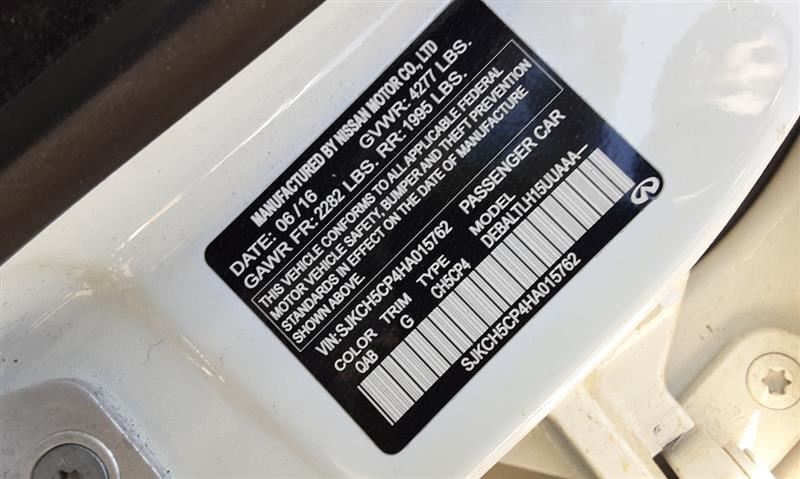 MANUFACTURED BY NISSAN MOTOR CO., LTD
DATE: 06/16 GVWR: 4277 LBS.
GAWR FR: 2282 LBS. RR: 1995 LBS.
THIS VEHICLE CONFORMS TO ALL APPLICABLE FEDERAL
MOTOR VEHICLE SAFETY, BUMPER AND THEFT PREVENTION
STANDARDS IN EFFECT ON THE DATE OF MANUFACTURE
SHOWN ABOVE.
VIN: SJKCH5CP4HA015762 PASSENGER CAR
COLOR TRIM TYPE MODEL
QAB G CH5CP4 DEBALTLH15UUAAA--
SJKCH5CP4HA015762